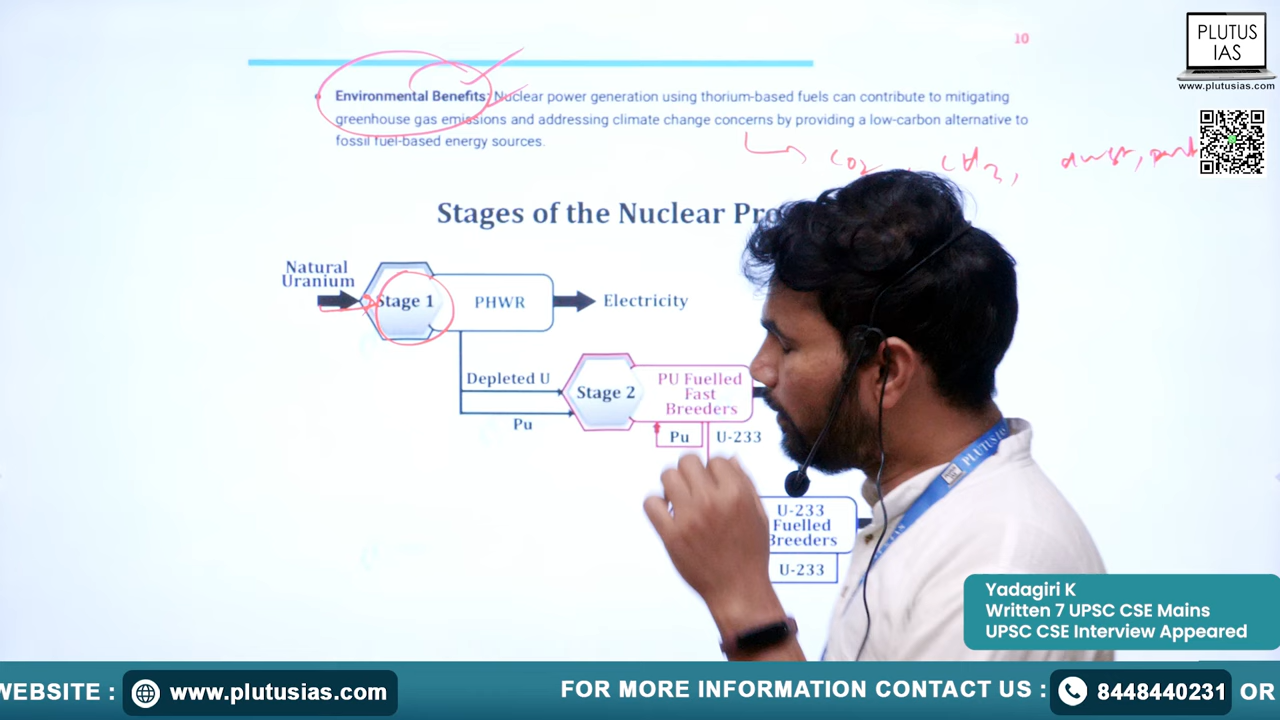 10
PLUTUS
IAS
www.plutusias.com
Environmental Benefits: Nuclear power generation using thorium-based fuels can contribute to mitigating
greenhouse gas emissions and addressing climate change concerns by providing a low-carbon alternative to
fossil fuel-based energy sources.
CO2, CH3, dust,
Stages of the Nuclear Pro
Natural
Uranium
Stage 1
PHWR
Electricity
Depleted U
Pu
Stage 2
PU Fuelled
Fast
Breeders
Pu
U-233
U-233
Fuelled
Breeders
U-233
PLUTUS
Yadagiri K
Written 7 UPSC CSE Mains
UPSC CSE Interview Appeared
WEBSITE : www.plutusias.com FOR MORE INFORMATION CONTACT US : 8448440231 OR